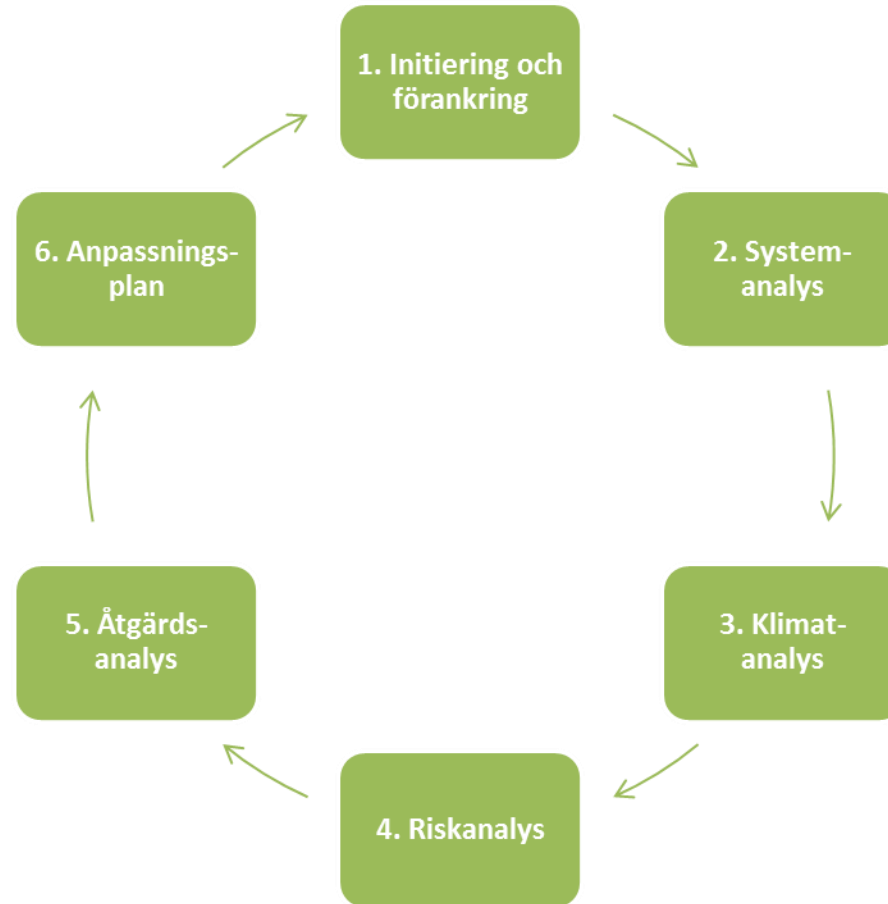 1. Initiering och
förankring
2. System-
analys
3. Klimat-
analys
4. Riskanalys
5. Åtgärds-
analys
6. Anpassnings-
plan